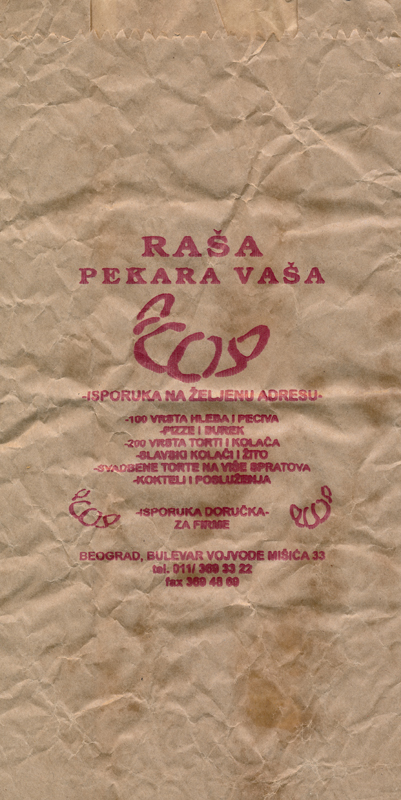 RAŠA
PEKARA VAŠA
-ISPORUKA NA ŽELJENU ADRESU-
-100 VRSTA HLEBA I PECIVA
-PIZZE I BUREK
-200 VRSTA TORTI I KOLAČA
-SLAVSKI KOLAČI I ŽITO
-SVADBENE TORTE NA VIŠE SPRATOVA
-KOKTELI I POSLUŽENJA
-ISPORUKA DORUČKA-
ZA FIRME
BEOGRAD, BULEVAR VOJVODE MIŠIĆA 33
tel. 011/ 369 33 22
fax 369 48 69